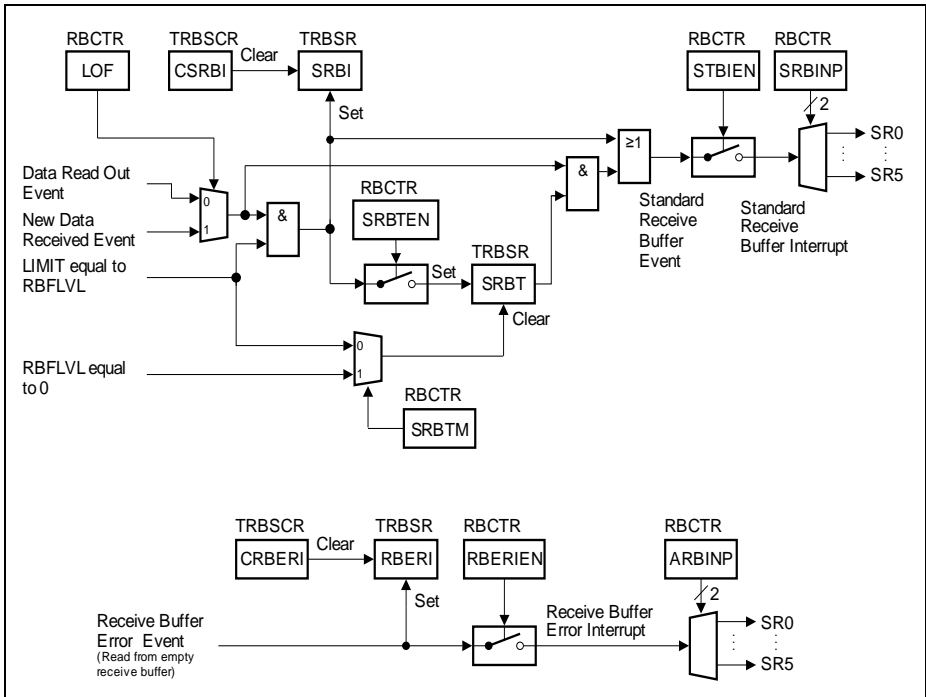 RBCTR
LOF
TRBSCR
CSRBI
Clear
TRBSR
SRBI
Set
RBCTR
STBIEN
RBCTR
SRBINP
2
SR0
SR5
≥1
&
Data Read Out
Event
0
New Data
Received Event
1
&
RBCTR
SRBTEN
Standard
Receive
Buffer
Event
Standard
Receive
Buffer Interrupt
LIMIT equal to
RBFLVL
Set
TRBSR
SRBT
Clear
0
RBFLVL equal
to 0
1
RBCTR
SRBTM
TRBSCR
CRBERI
Clear
TRBSR
RBERI
Set
RBCTR
RBERIEN
RBCTR
ARBINP
2
SR0
SR5
Receive Buffer
Error Event
(Read from empty
receive buffer)
Receive Buffer
Error Interrupt